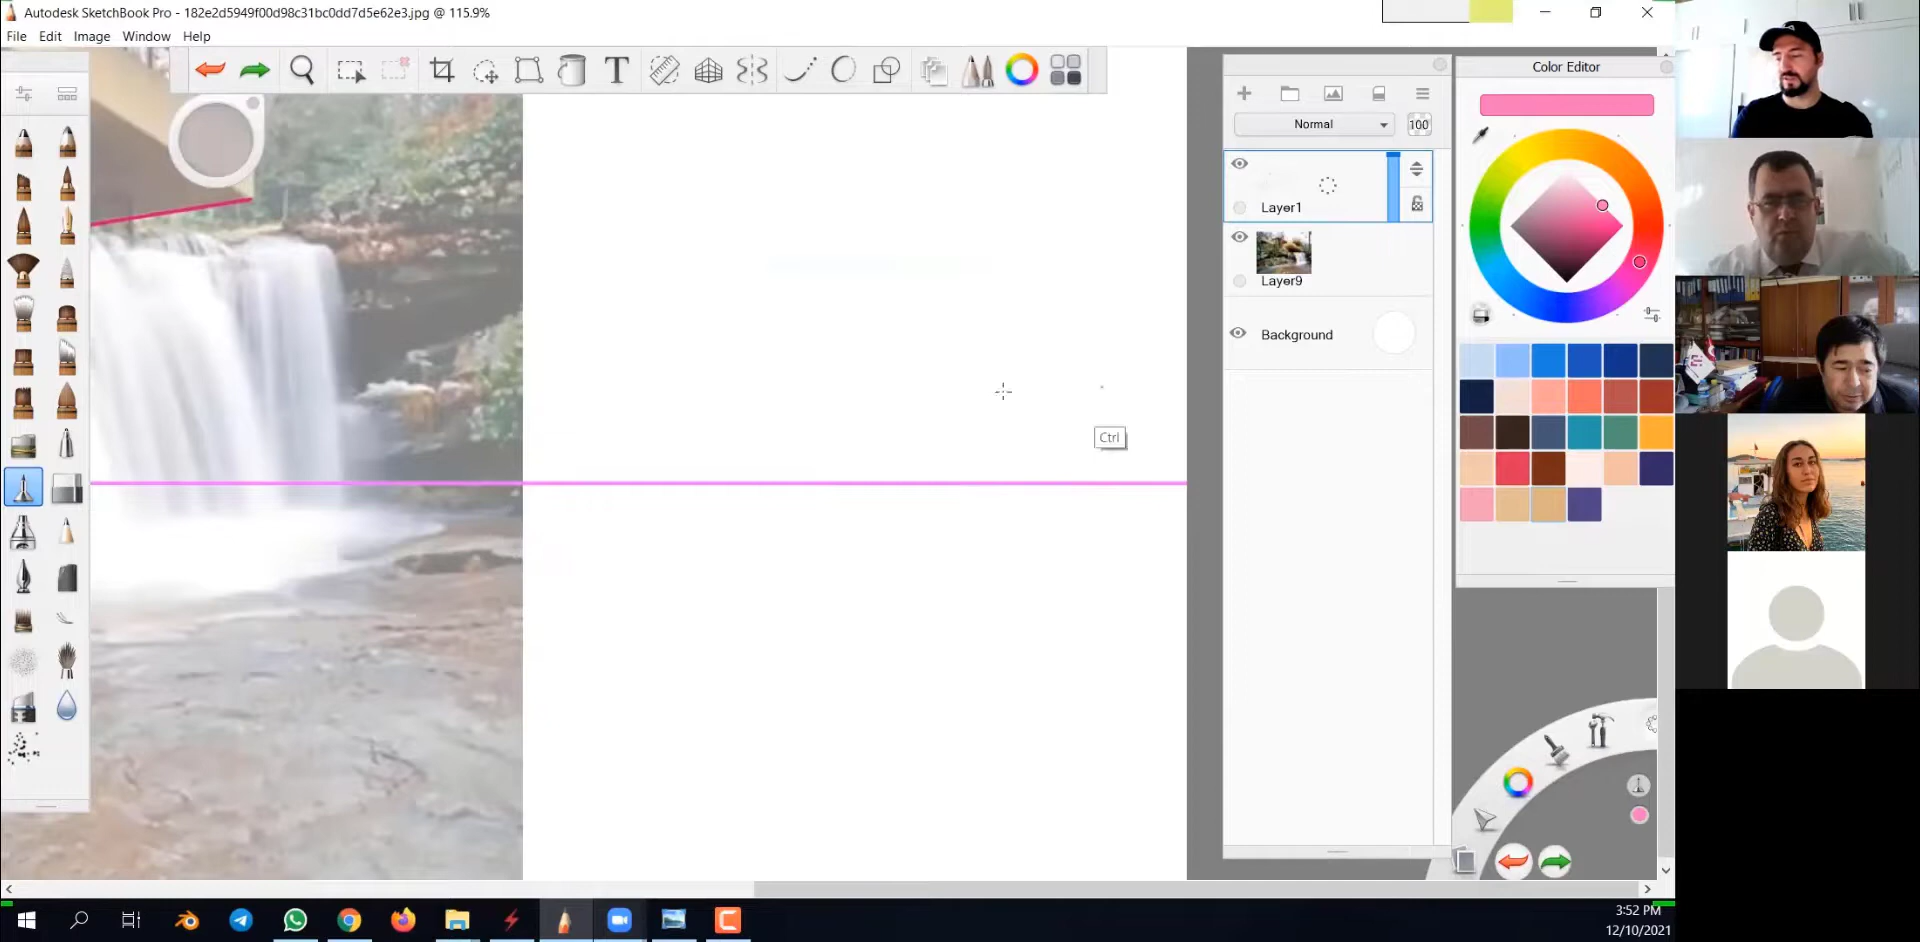 Autodesk SketchBook Pro - 182e2d5949f00d98c31bc0dd7d5e62e3.jpg @ 115.9%
File Edit Image Window Help
T
Color Editor
Normal 100
Layer1
Layer9
Background
Ctrl
3:52 PM
12/10/2021